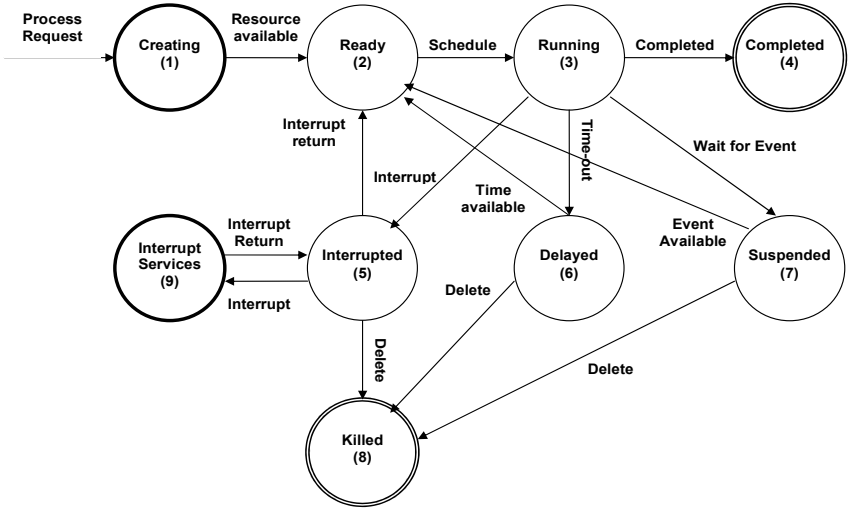 Process
Request
Creating
(1)
Resource
available
Ready
(2)
Schedule
Running
(3)
Completed
Completed
(4)
Interrupt
return
Interrupt
Time-out
Time
available
Wait for Event
Event
Available
Interrupt
Services
(9)
Interrupt
Return
Interrupt
Interrupted
(5)
Delayed
(6)
Suspended
(7)
Delete
Delete
Delete
Killed
(8)